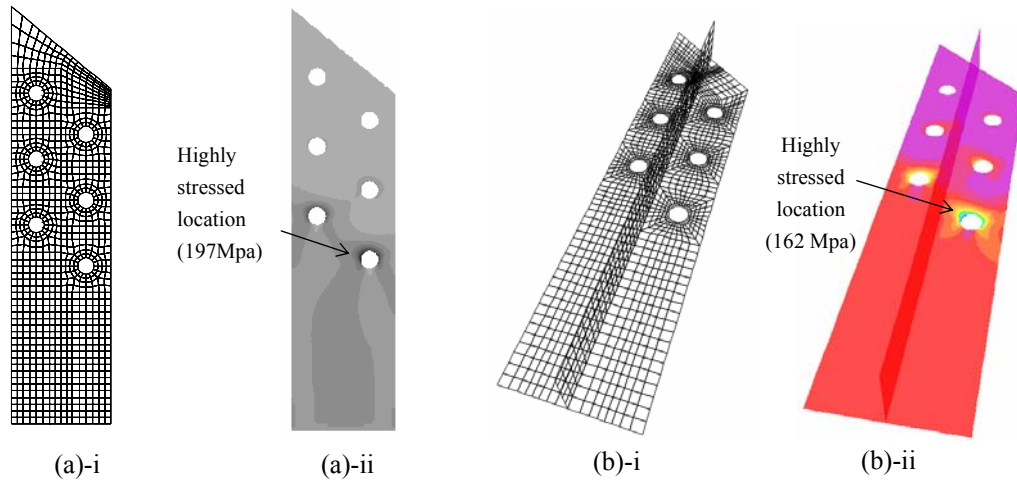 Highly
stressed
location
(197Mpa)
Highly
stressed
location
(162 Mpa)
(a)-i
(a)-ii
(b)-i
(b)-ii